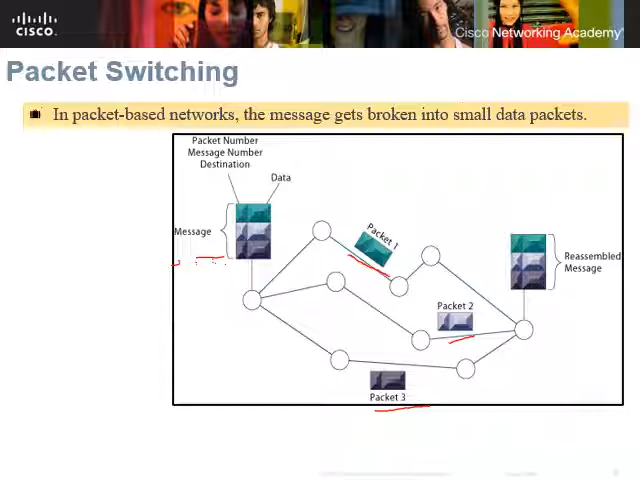 CISCO
Cisco Networking Academy
Packet Switching
In packet-based networks, the message gets broken into small data packets.
Packet Number
Message Number
Destination
Data
Message
Packet 1
Packet 2
Packet 3
Reassembled
Message